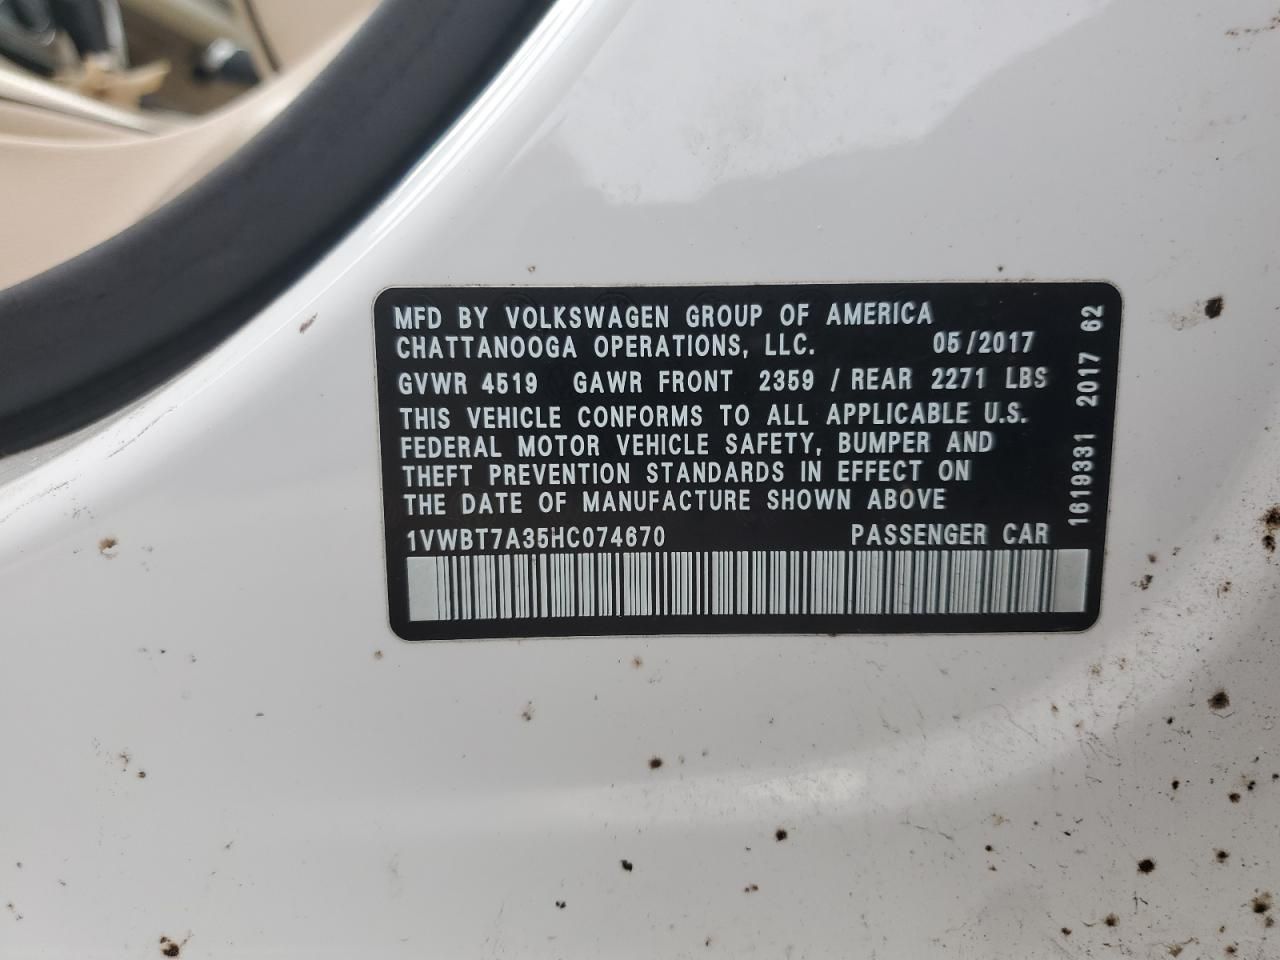 MFD BY VOLKSWAGEN GROUP OF AMERICA
CHATTANOOGA OPERATIONS, LLC. 05/2017
GVWR 4519 GAWR FRONT 2359 / REAR 2271 LBS
THIS VEHICLE CONFORMS TO ALL APPLICABLE U.S.
FEDERAL MOTOR VEHICLE SAFETY, BUMPER AND
THEFT PREVENTION STANDARDS IN EFFECT ON
THE DATE OF MANUFACTURE SHOWN ABOVE
1VWBT7A35HC074670 PASSENGER CAR
1619331 2017 62